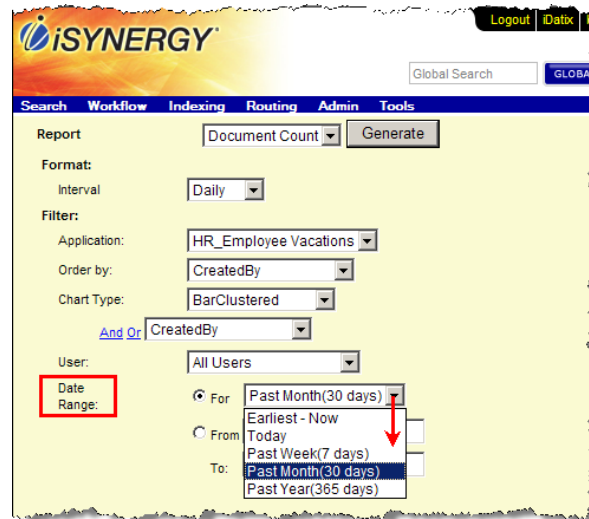 Logout iDatix
iSYNERGY
Global Search GLOBA
Search Workflow Indexing Routing Admin Tools
Report Document Count Generate
Format:
Interval Daily
Filter:
Application: HR_Employee Vacations
Order by: CreatedBy
Chart Type: BarClustered
And Or CreatedBy
User: All Users
Date
Range:
For Past Month(30 days)
Earliest - Now
From Today
Past Week(7 days)
To: Past Month(30 days)
Past Year(365 days)